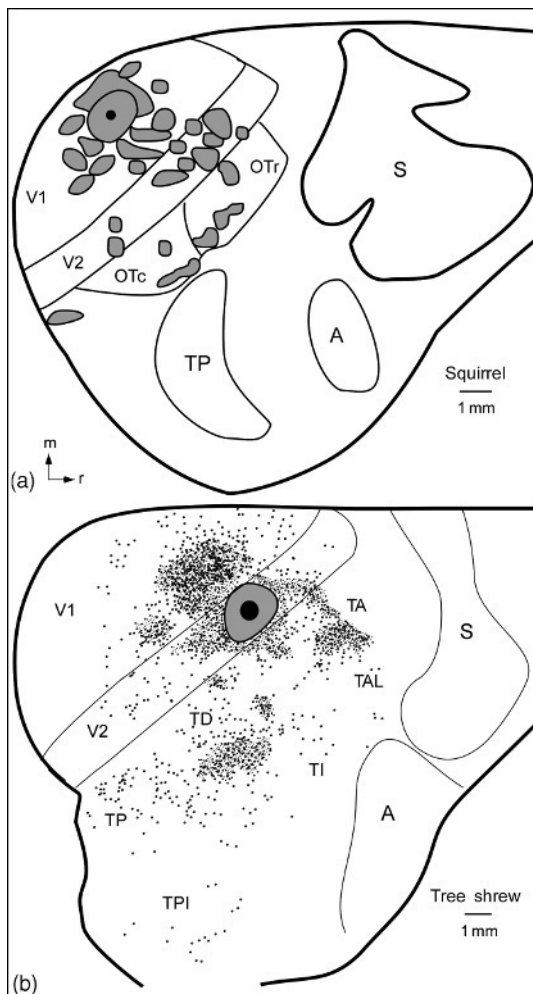 S
OTr
V1
V2
OTc
A
TP
Squirrel
1 mm
m
r
(a)
V1
TA
S
TAL
V2
TD
TI
TP
A
TPI
Tree shrew
1 mm
(b)